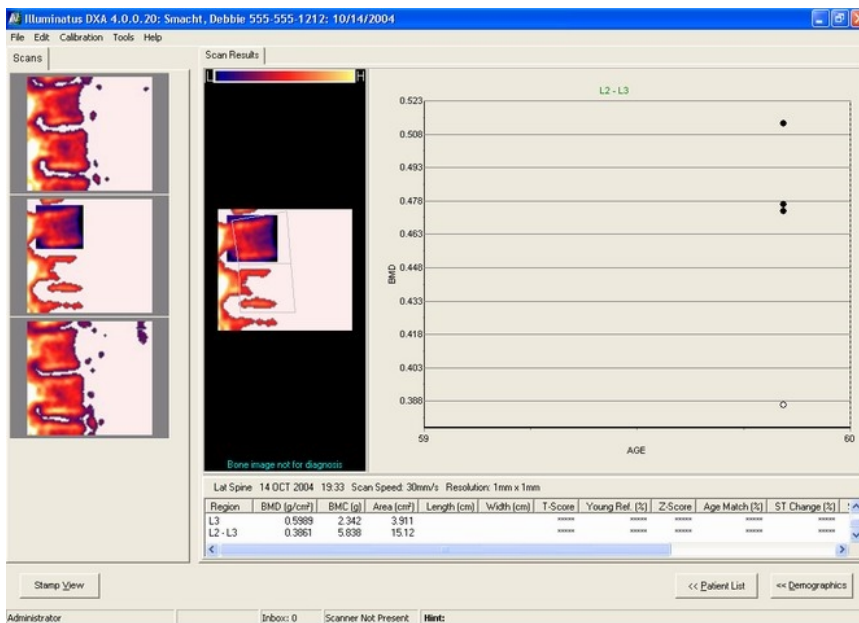 Illuminatus DXA 4.0.0.20: Smacht, Debbie 555-555-1212: 10/14/2004
File Edit Calibration Tools Help
Scans
Scan Results
L H
L2 - L3
0.523
0.508
0.493
0.478
0.463
0.448
0.433
0.418
0.403
0.388
BMD
59 60
AGE
Bone image not for diagnosis
Lat Spine 14 OCT 2004 19:33 Scan Speed: 30mm/s Resolution: 1mm x 1mm
Region BMD (g/cm²) BMC (g) Area (cm²) Length (cm) Width (cm) T-Score Young Ref. (%) Z-Score Age Match (%) ST Change (%)
L3 0.5989 2.342 3.911 ***** ***** ***** ***** *****
L2 - L3 0.3861 5.838 15.12 ***** ***** ***** ***** *****
Stamp View
<< Patient List
<< Demographics
Administrator Inbox: 0 Scanner Not Present Hint: